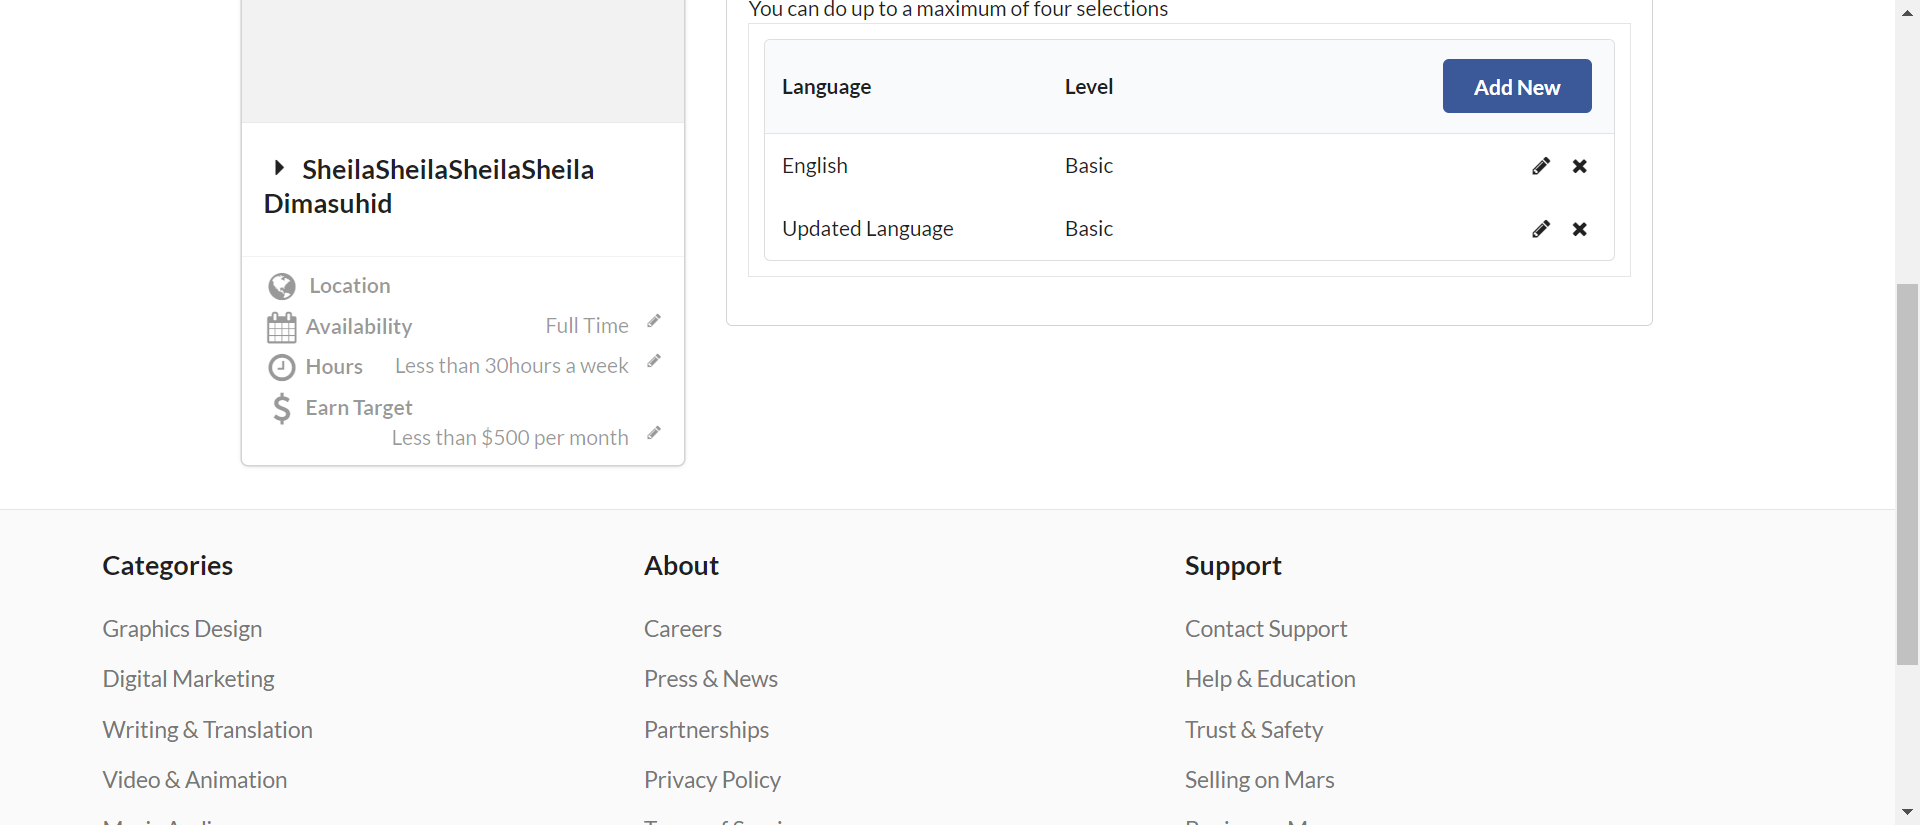 You can do up to a maximum of four selections
Language Level Add New
English Basic
Updated Language Basic
SheilaSheilaSheilaSheila
Dimasuhid
Location
Availability Full Time
Hours Less than 30hours a week
Earn Target
Less than $500 per month
Categories
Graphics Design
Digital Marketing
Writing & Translation
Video & Animation
About
Careers
Press & News
Partnerships
Privacy Policy
Support
Contact Support
Help & Education
Trust & Safety
Selling on Mars